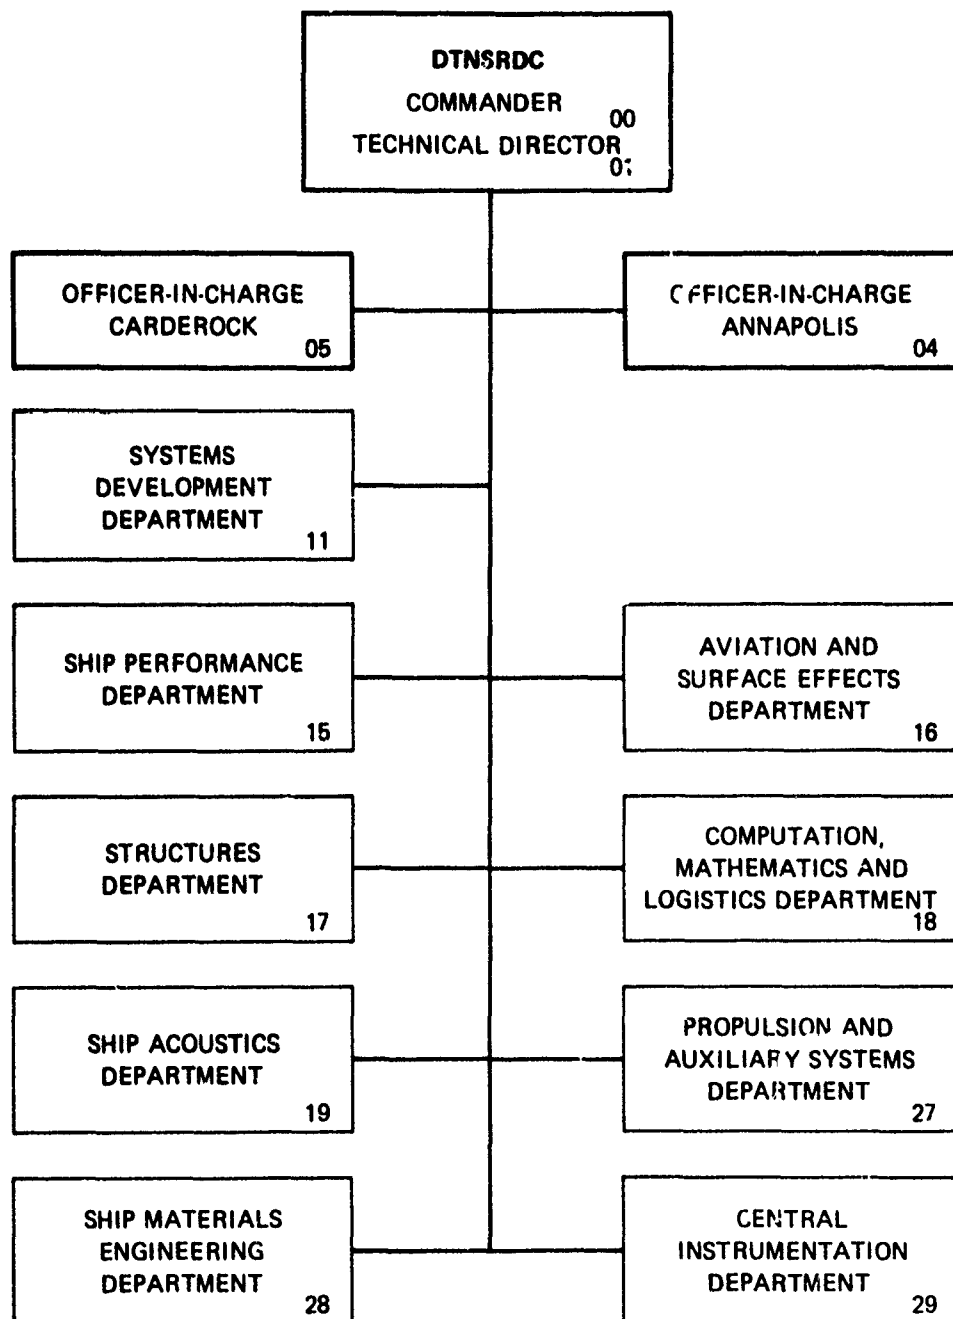 DTNSRDC
COMMANDER
00
TECHNICAL DIRECTOR
OFFICER-IN-CHARGE
CARDEROCK
05
OFFICER-IN-CHARGE
ANNAPOLIS
04
SYSTEMS
DEVELOPMENT
DEPARTMENT
11
SHIP PERFORMANCE
DEPARTMENT
15
AVIATION AND
SURFACE EFFECTS
DEPARTMENT
16
STRUCTURES
DEPARTMENT
17
COMPUTATION,
MATHEMATICS AND
LOGISTICS DEPARTMENT
18
SHIP ACOUSTICS
DEPARTMENT
19
PROPULSION AND
AUXILIARY SYSTEMS
DEPARTMENT
27
SHIP MATERIALS
ENGINEERING
DEPARTMENT
28
CENTRAL
INSTRUMENTATION
DEPARTMENT
29